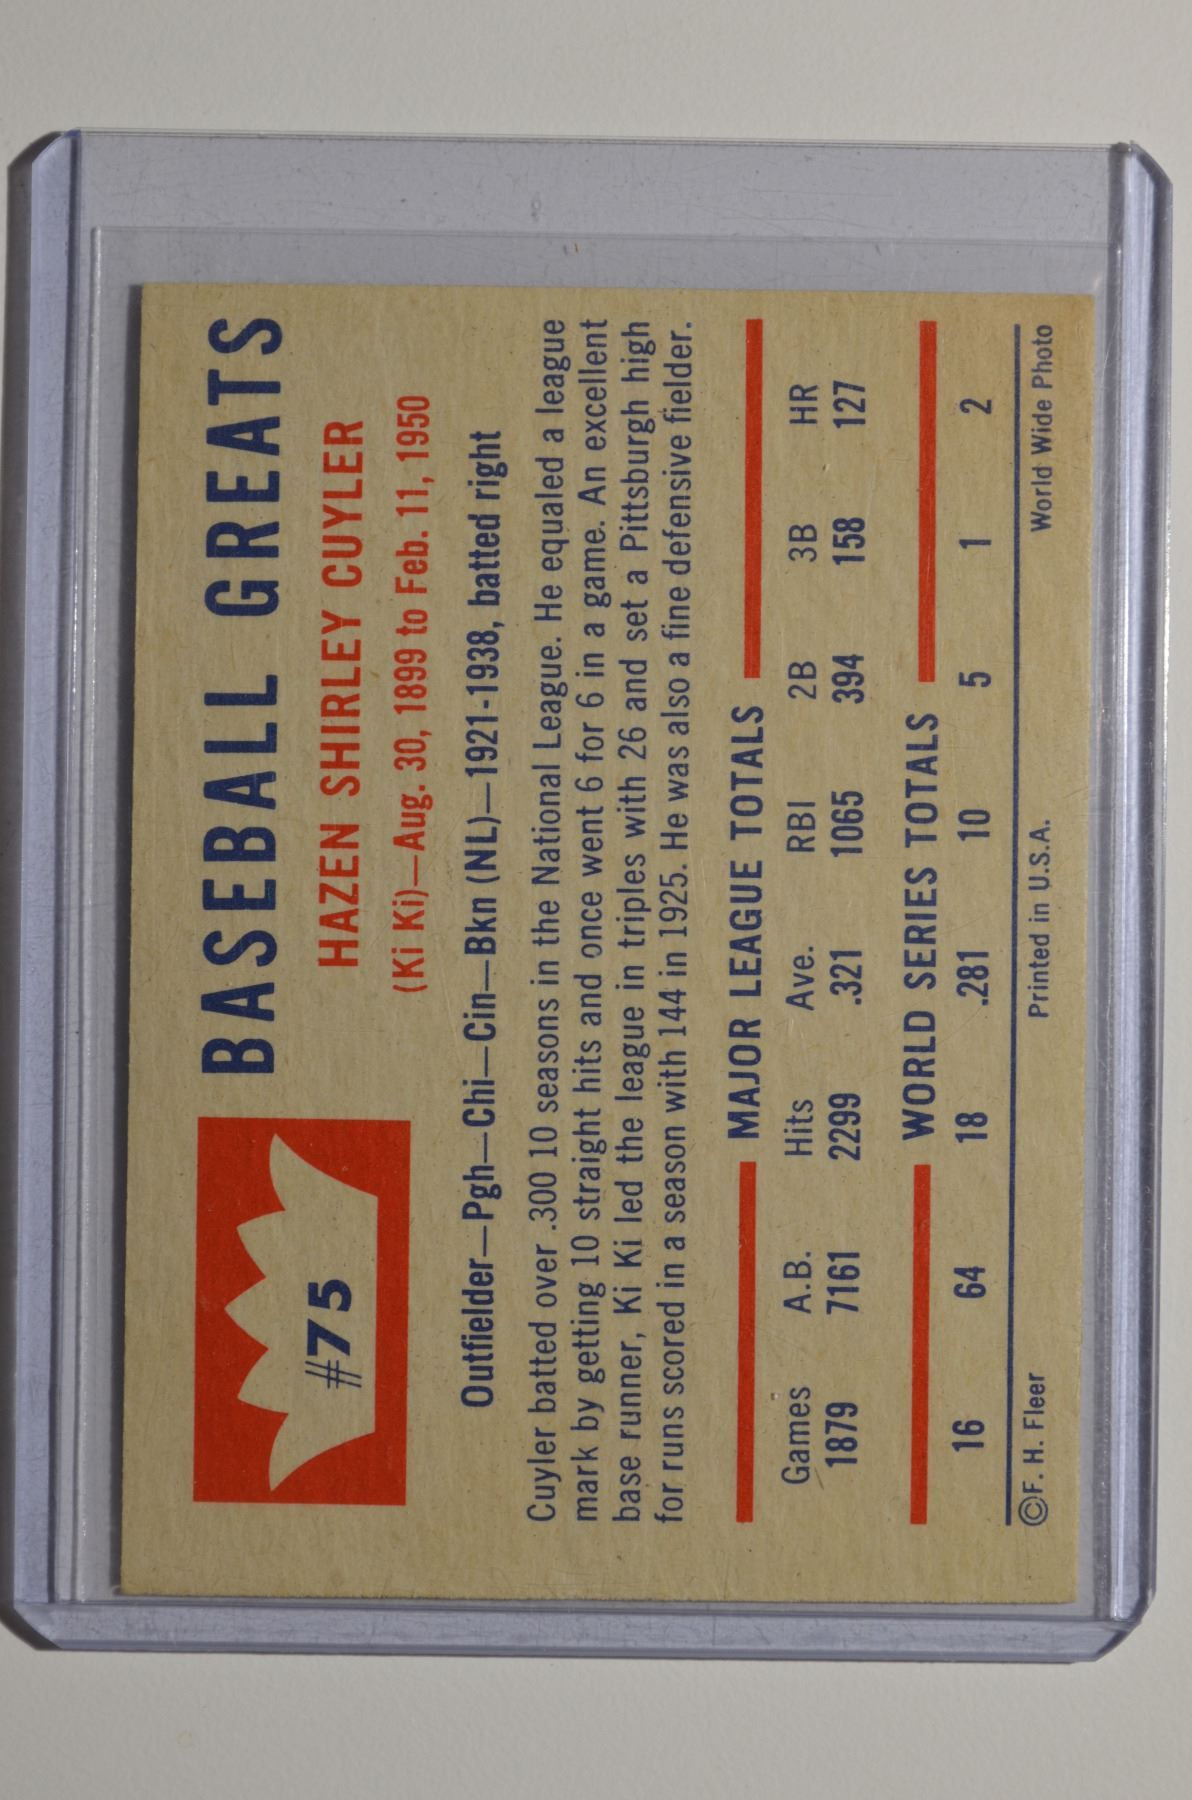 #75
BASEBALL GREATS
HAZEN SHIRLEY CUYLER
(Ki Ki)—Aug. 30, 1899 to Feb. 11, 1950
Outfielder—Pgh—Chi—Cin—Bkn (NL)—1921-1938, batted right
Cuyler batted over .300 10 seasons in the National League. He equaled a league
mark by getting 10 straight hits and once went 6 for 6 in a game. An excellent
base runner, Ki Ki led the league in triples with 26 and set a Pittsburgh high
for runs scored in a season with 144 in 1925. He was also a fine defensive fielder.
MAJOR LEAGUE TOTALS
Games A.B. Hits Ave. RBI 2B 3B HR
1879 7161 2299 .321 1065 394 158 127
WORLD SERIES TOTALS
16 64 18 .281 10 5 1 2
©F. H. Fleer Printed in U.S.A. World Wide Photo